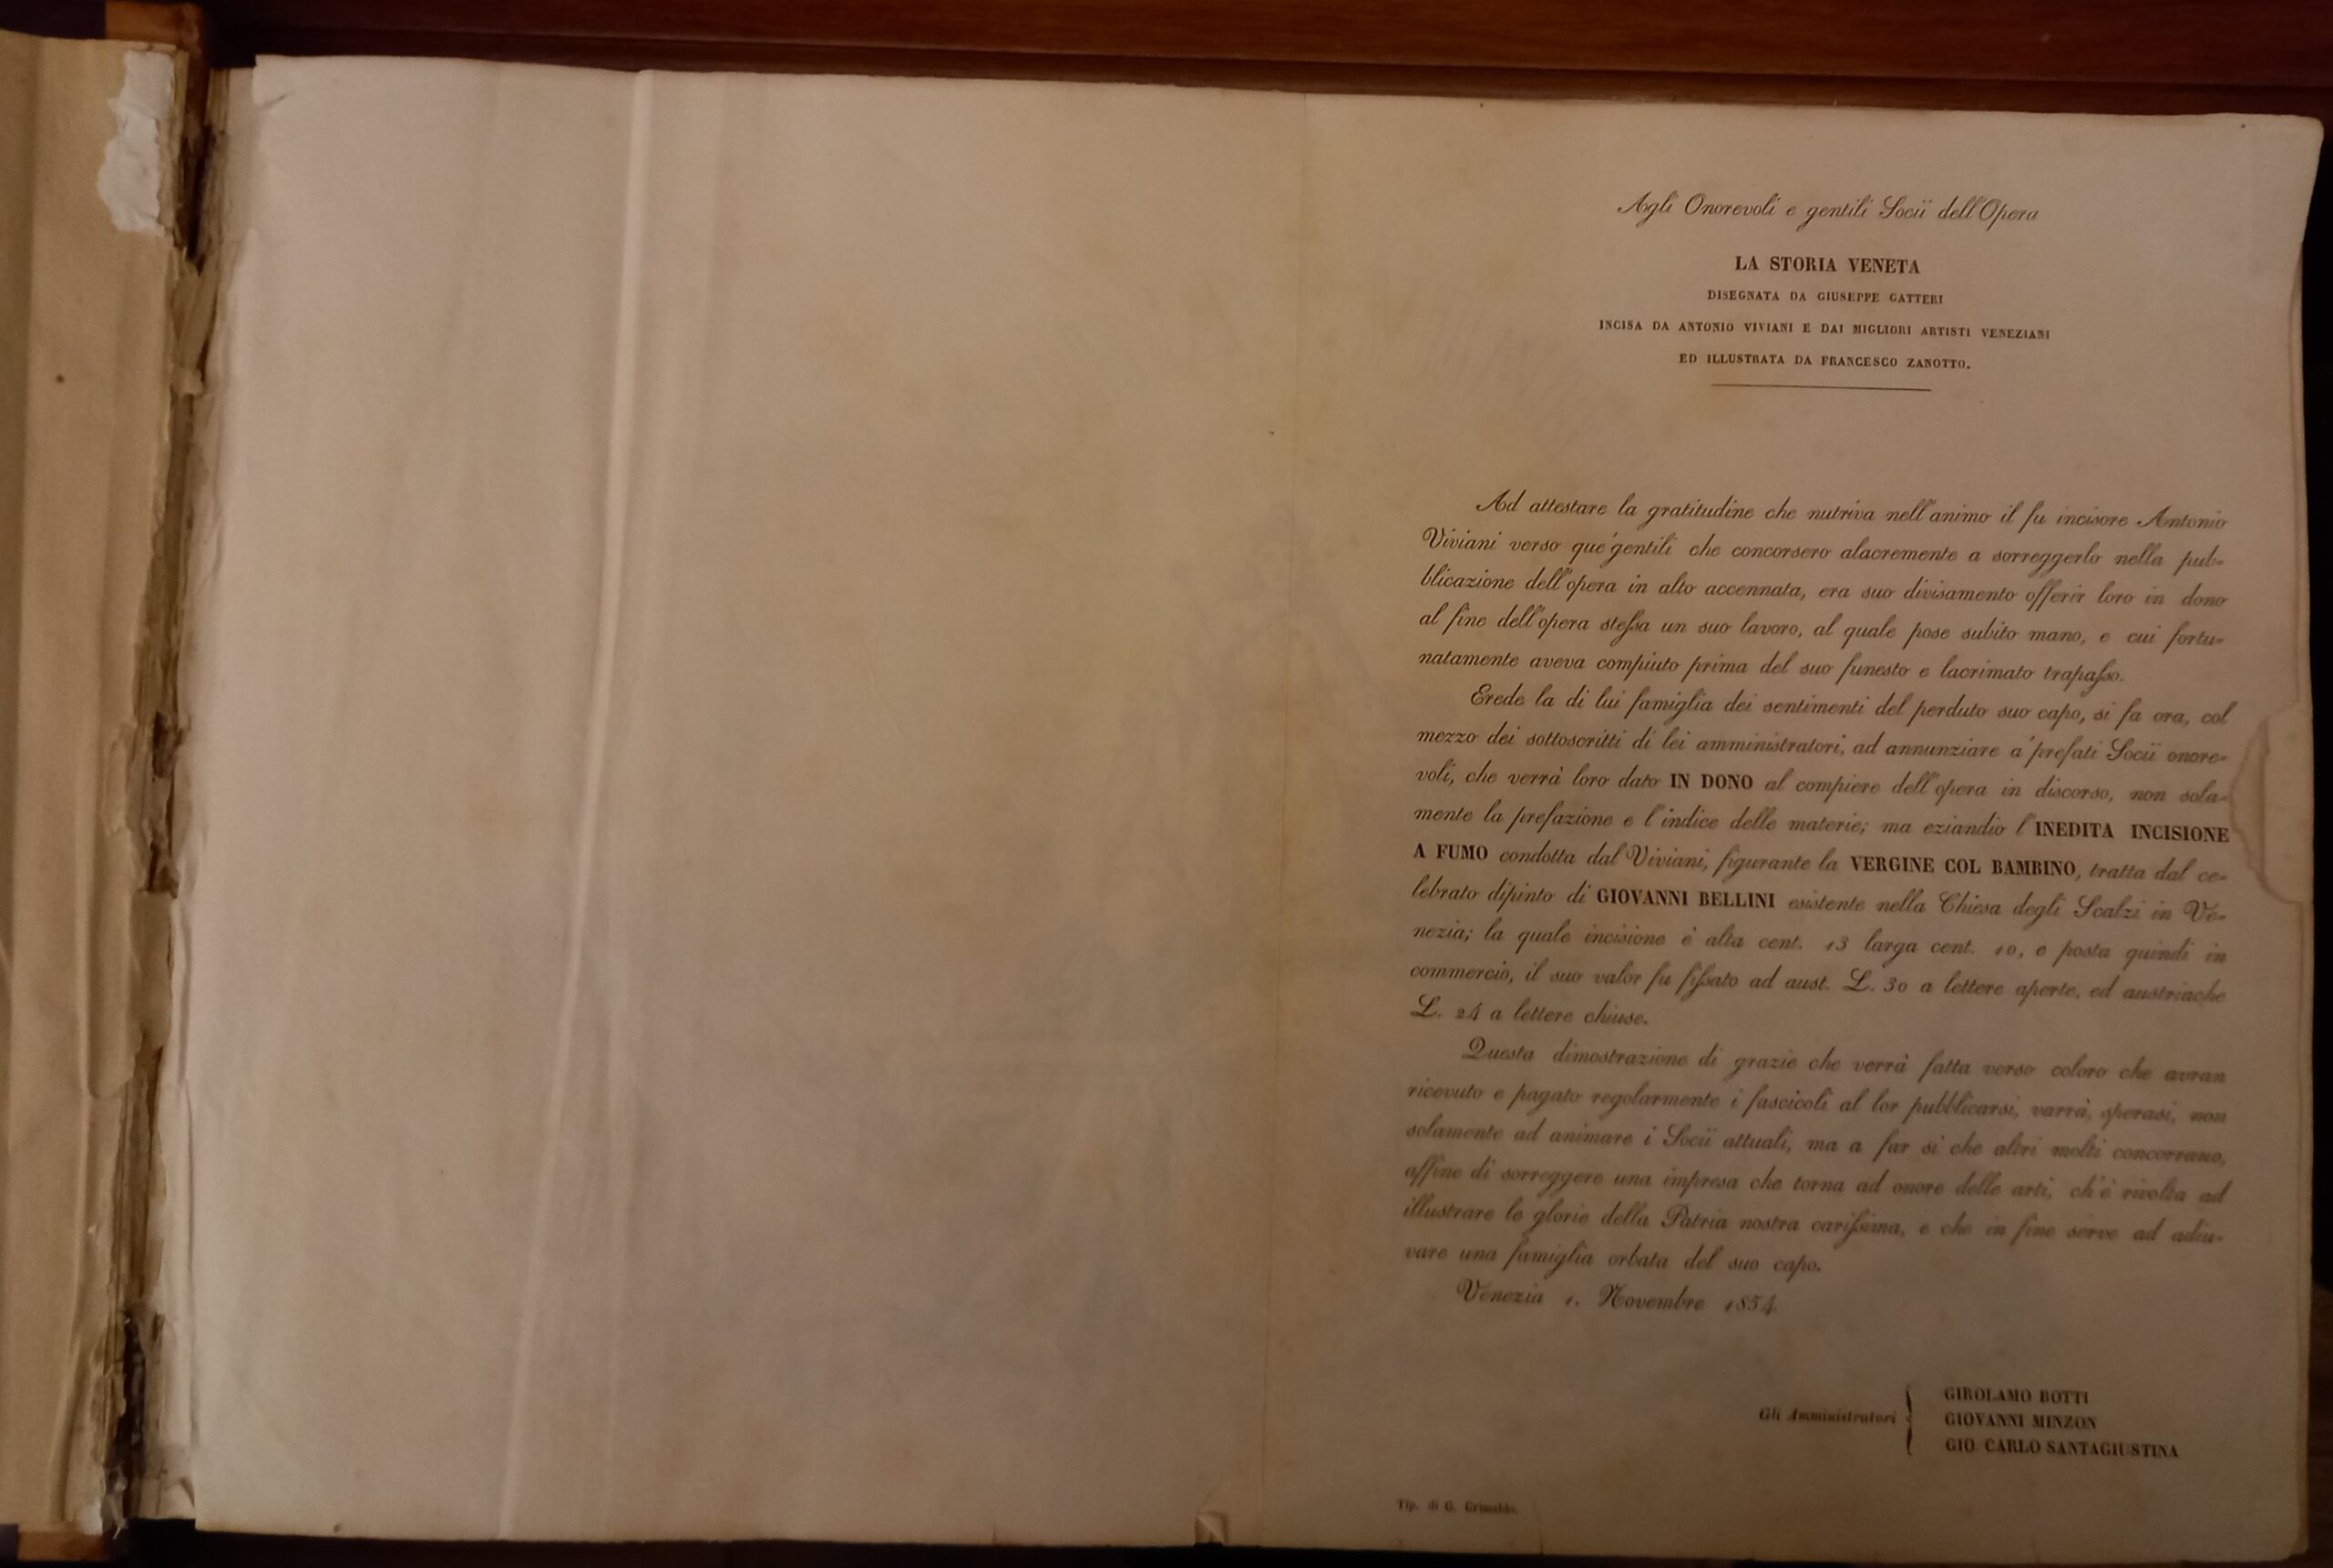 Agli Onorevoli e gentili Socii dell'Opera
LA STORIA VENETA
DISEGNATA DA GIUSEPPE GATTERI
INCISA DA ANTONIO VIVIANI E DAI MIGLIORI ARTISTI VENEZIANI
ED ILLUSTRATA DA FRANCESCO ZANOTTO.
Ad attestare la gratitudine che nutriva nell'animo il fu incisore Antonio
Viviani verso que' gentili che concorsero alacremente a sorreggerlo nella pub-
blicazione dell'opera in alto accennata, era suo divisamento offerir loro in dono
al fine dell'opera steſsa un suo lavoro, al quale pose subito mano, e cui fortu-
natamente aveva compiuto prima del suo funesto e lacrimato trapaſso.
Erede la di lui famiglia dei sentimenti del perduto suo capo, si fa ora, col
mezzo dei sottoscritti di lei amministratori, ad annunziare a' prefati Socii onore-
voli, che verrà loro dato IN DONO al compiere dell'opera in discorso, non sola-
mente la prefazione e l'indice delle materie; ma eziandio l'INEDITA INCISIONE
A FUMO condotta dal Viviani, figurante la VERGINE COL BAMBINO, tratta dal ce-
lebrato dipinto di GIOVANNI BELLINI esistente nella Chiesa degli Scalzi in Ve-
nezia; la quale incisione è alta cent. 13 larga cent. 10, e posta quindi in
commercio, il suo valor fu fiſsato ad aust. L. 30 a lettere aperte, ed austriache
L. 24 a lettere chiuse.
Questa dimostrazione di grazie che verrà fatta verso coloro che avran
ricevuto e pagato regolarmente i fascicoli al lor pubblicarsi, varrà, sperasi, non
solamente ad animare i Socii attuali, ma a far sì che altri molti concorrano,
affine di sorreggere una impresa che torna ad onore delle arti, ch'è rivolta ad
illustrare le glorie della Patria nostra cariſsima, e che in fine serve ad adiu-
vare una famiglia orbata del suo capo.
Venezia 1. Novembre 1854.
Gli Amministratori
GIROLAMO BOTTI
GIOVANNI MINZON
GIO. CARLO SANTAGIUSTINA
Tip. di G. Grimaldo.